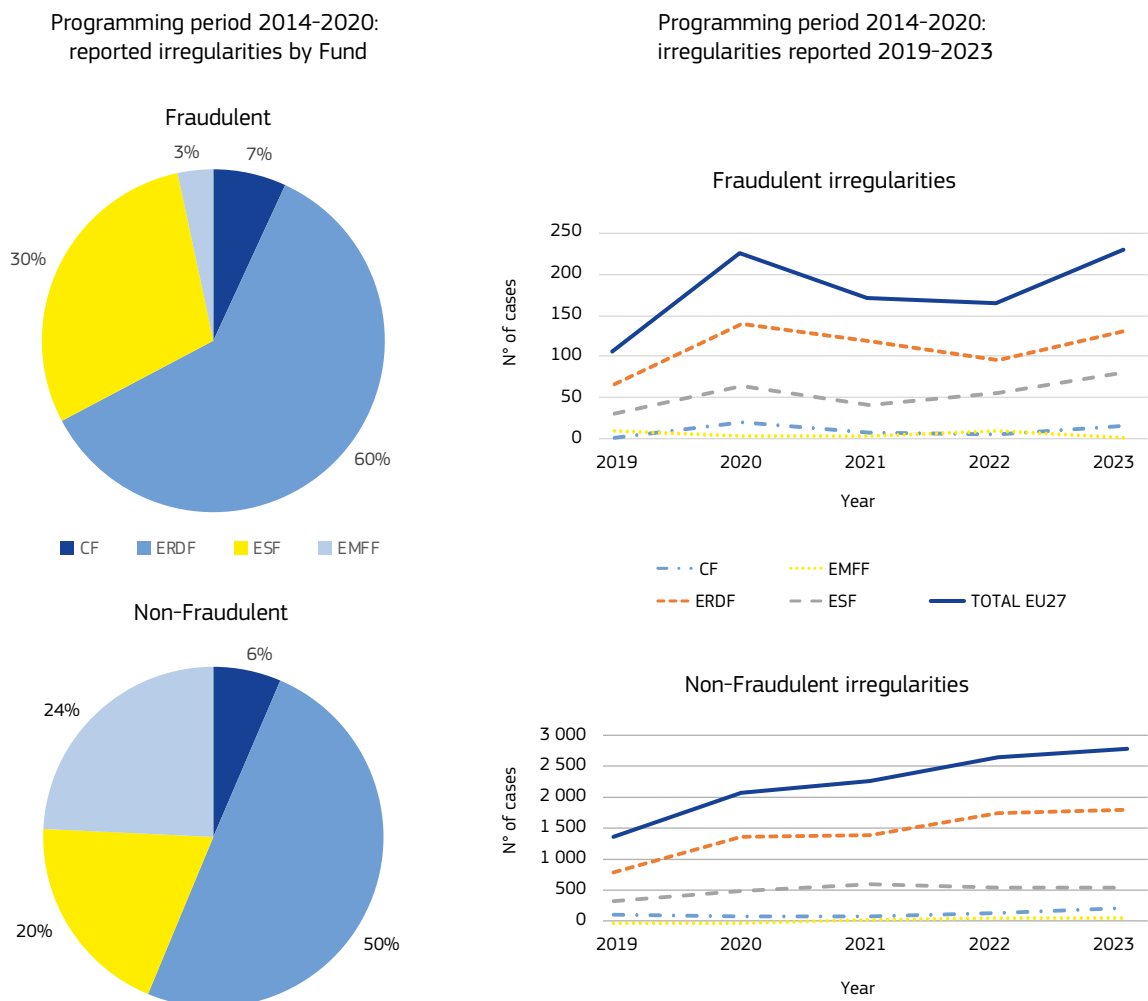 Programming period 2014-2020:
reported irregularities by Fund
Fraudulent
3%
7%
30%
60%
CF
ERDF
ESF
EMFF
Non-Fraudulent
6%
24%
20%
50%
Programming period 2014-2020:
irregularities reported 2019-2023
Fraudulent irregularities
N° of cases
250
200
150
100
50
0
2019
2020
2021
2022
2023
Year
CF
EMFF
ERDF
ESF
TOTAL EU27
Non-Fraudulent irregularities
N° of cases
3 000
2 500
2 000
1 500
1 000
500
0
2019
2020
2021
2022
2023
Year